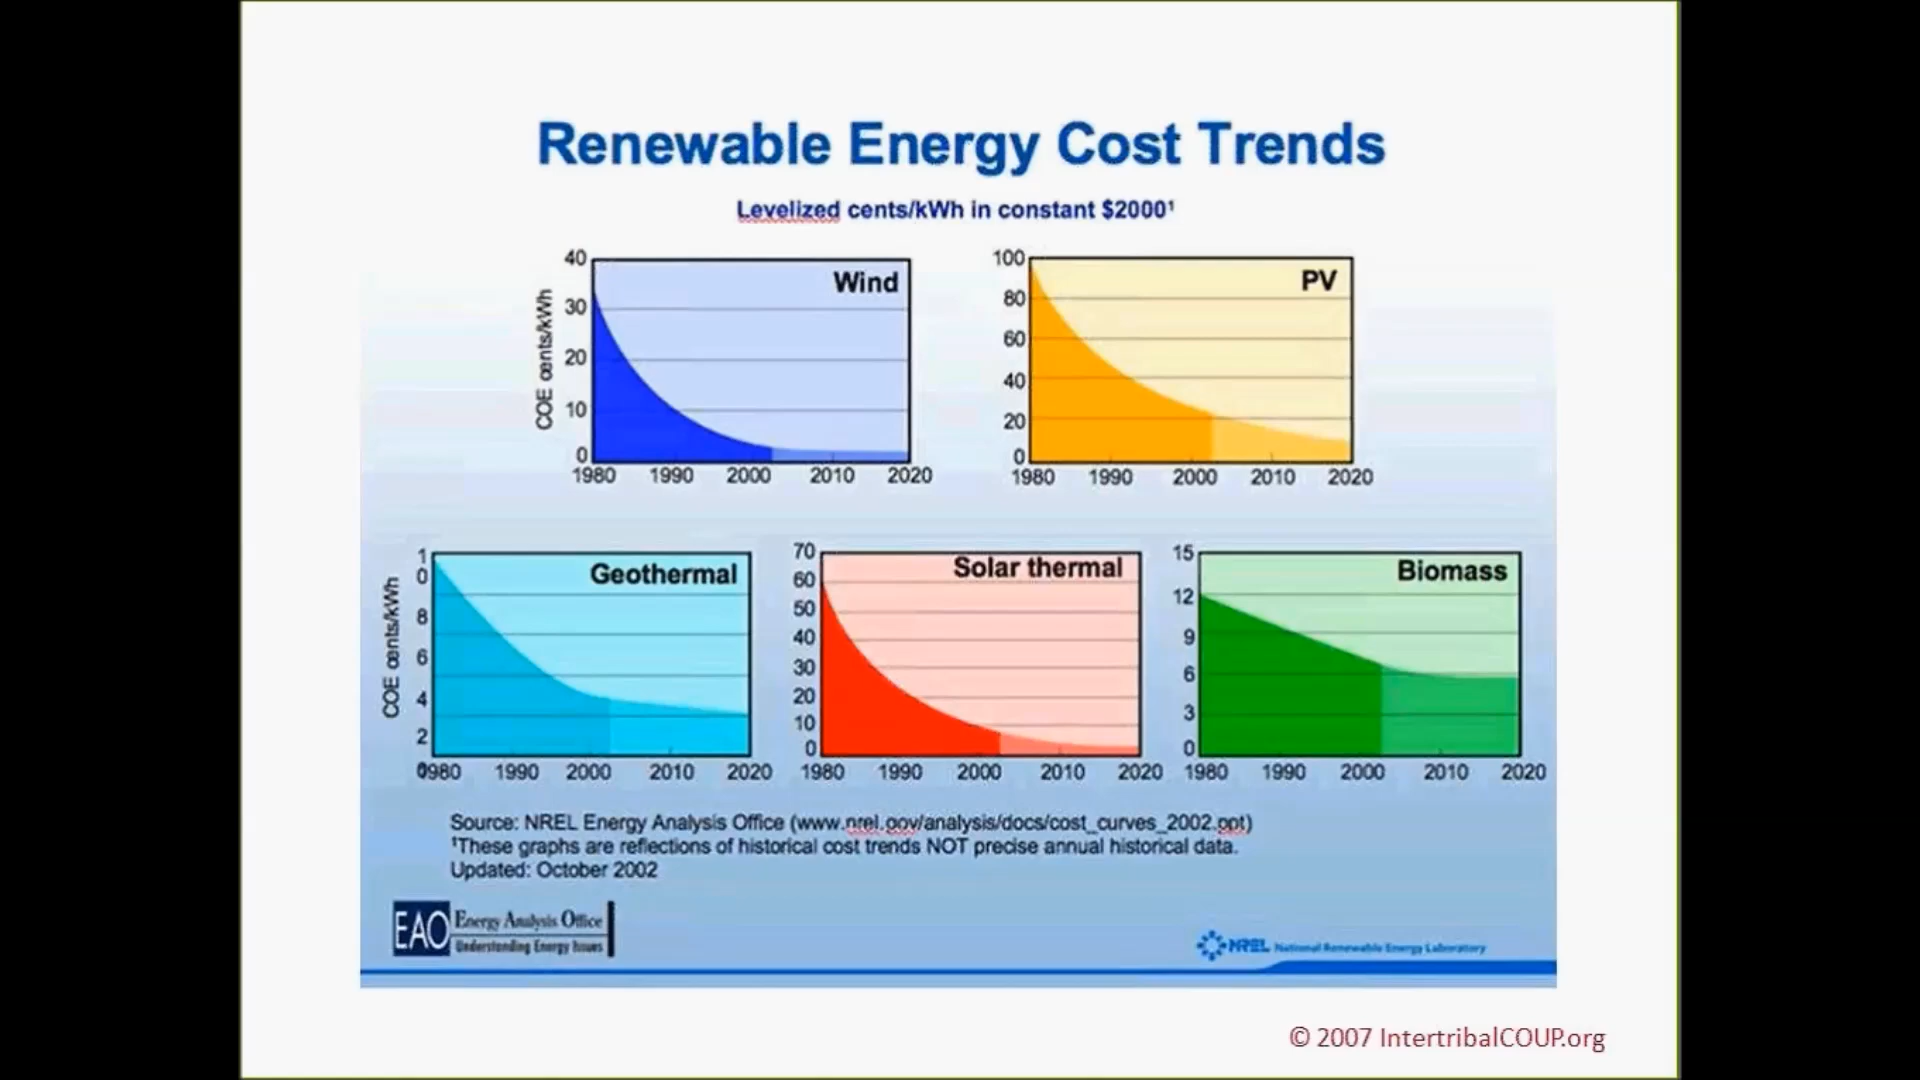 Renewable Energy Cost Trends
Levelized cents/kWh in constant $2000¹
Wind
COE cents/kWh
40
30
20
10
0
1980 1990 2000 2010 2020
PV
100
80
60
40
20
0
1980 1990 2000 2010 2020
Geothermal
COE cents/kWh
10
8
6
4
2
0
1980 1990 2000 2010 2020
Solar thermal
70
60
50
40
30
20
10
0
1980 1990 2000 2010 2020
Biomass
15
12
9
6
3
0
1980 1990 2000 2010 2020
Source: NREL Energy Analysis Office (www.nrel.gov/analysis/docs/cost_curves_2002.ppt)
¹These graphs are reflections of historical cost trends NOT precise annual historical data.
Updated: October 2002
EAO Energy Analysis Office
Understanding Energy Issues
NREL National Renewable Energy Laboratory
© 2007 IntertribalCOUP.org